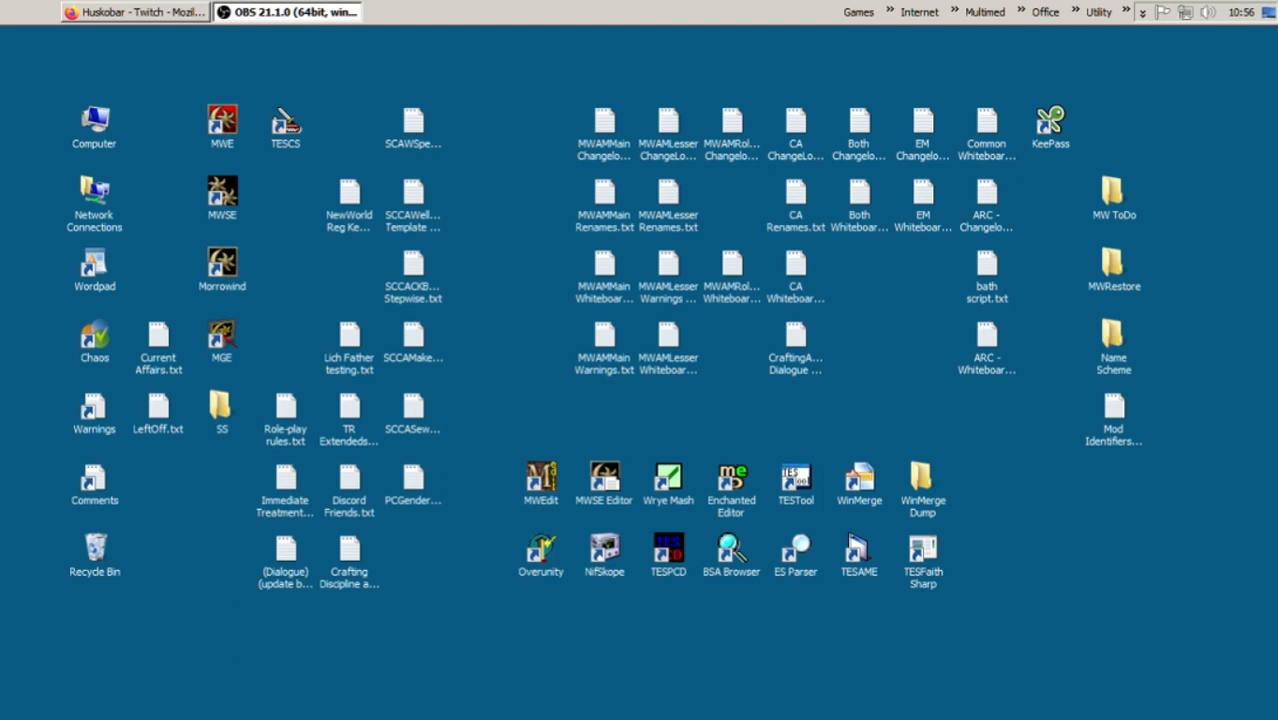 Huskobar - Twitch - Mozil...
OBS 21.1.0 (64bit, win...
Games » Internet » Multimed » Office » Utility » 10:56
Computer
MWE
TESCS
SCAWSpe...
MWAMMain
Changelo...
MWAMLesser
ChangeLo...
MWAMRol...
Changelo...
CA
ChangeLo...
Both
Changelo...
EM
Changelo...
Common
Whiteboar...
KeePass
Network
Connections
MWSE
NewWorld
Reg Ke...
SCCAWell...
Template ...
MWAMMain
Renames.txt
MWAMLesser
Renames.txt
CA
Renames.txt
Both
Whiteboar...
EM
Whiteboar...
ARC -
Changelo...
MW ToDo
Wordpad
Morrowind
SCCACKB...
Stepwise.txt
MWAMMain
Whiteboar...
MWAMLesser
Warnings ...
MWAMRol...
Whiteboar...
CA
Whiteboar...
bath
script.txt
MWRestore
Chaos
Current
Affairs.txt
MGE
Lich Father
testing.txt
SCCAMake...
MWAMMain
Warnings.txt
MWAMLesser
Whiteboar...
CraftingA...
Dialogue ...
ARC -
Whiteboar...
Name
Scheme
Warnings
LeftOff.txt
SS
Role-play
rules.txt
TR
Extendeds...
SCCASew...
Mod
Identifiers...
Comments
Immediate
Treatment...
Discord
Friends.txt
PCGender...
MWEdit
MWSE Editor
Wrye Mash
Enchanted
Editor
TESTool
WinMerge
WinMerge
Dump
Recycle Bin
(Dialogue)
(update b...
Crafting
Discipline a...
Overunity
NifSkope
TESPCD
BSA Browser
ES Parser
TESAME
TESFaith
Sharp